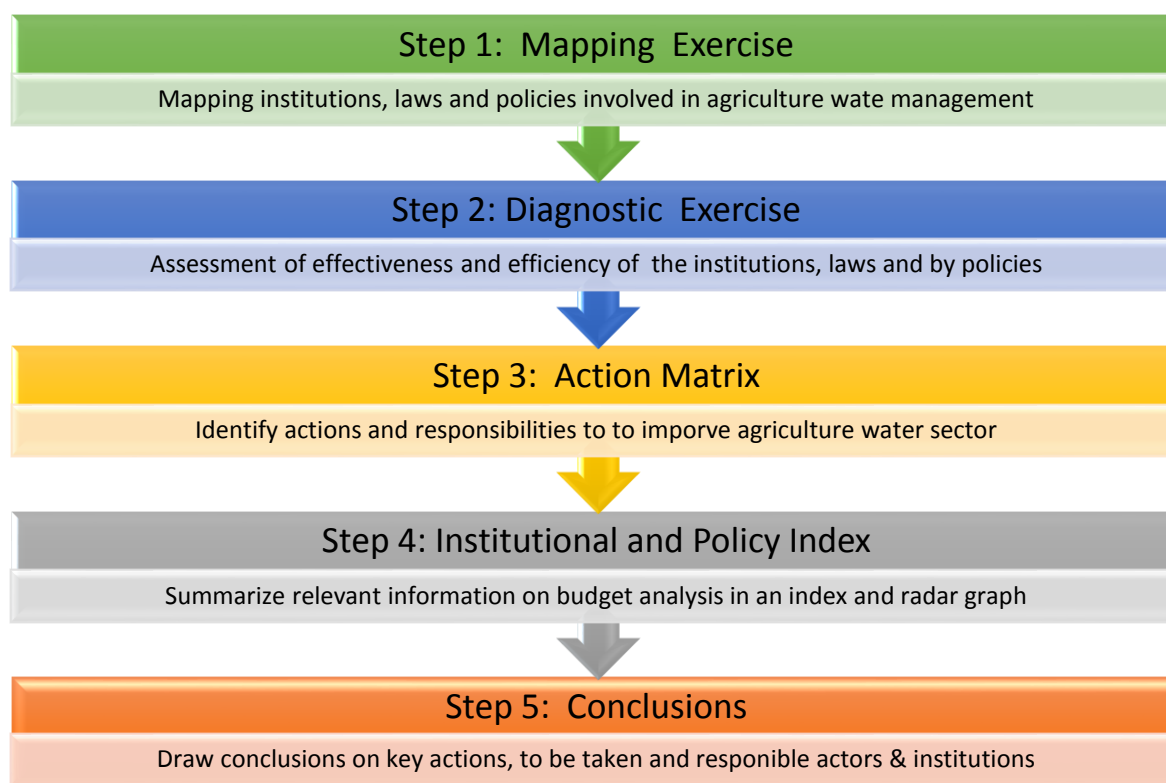 Step 1: Mapping Exercise
Mapping institutions, laws and policies involved in agriculture wate management
Step 2: Diagnostic Exercise
Assessment of effectiveness and efficiency of the institutions, laws and by policies
Step 3: Action Matrix
Identify actions and responsibilities to to imporve agriculture water sector
Step 4: Institutional and Policy Index
Summarize relevant information on budget analysis in an index and radar graph
Step 5: Conclusions
Draw conclusions on key actions, to be taken and responible actors & institutions